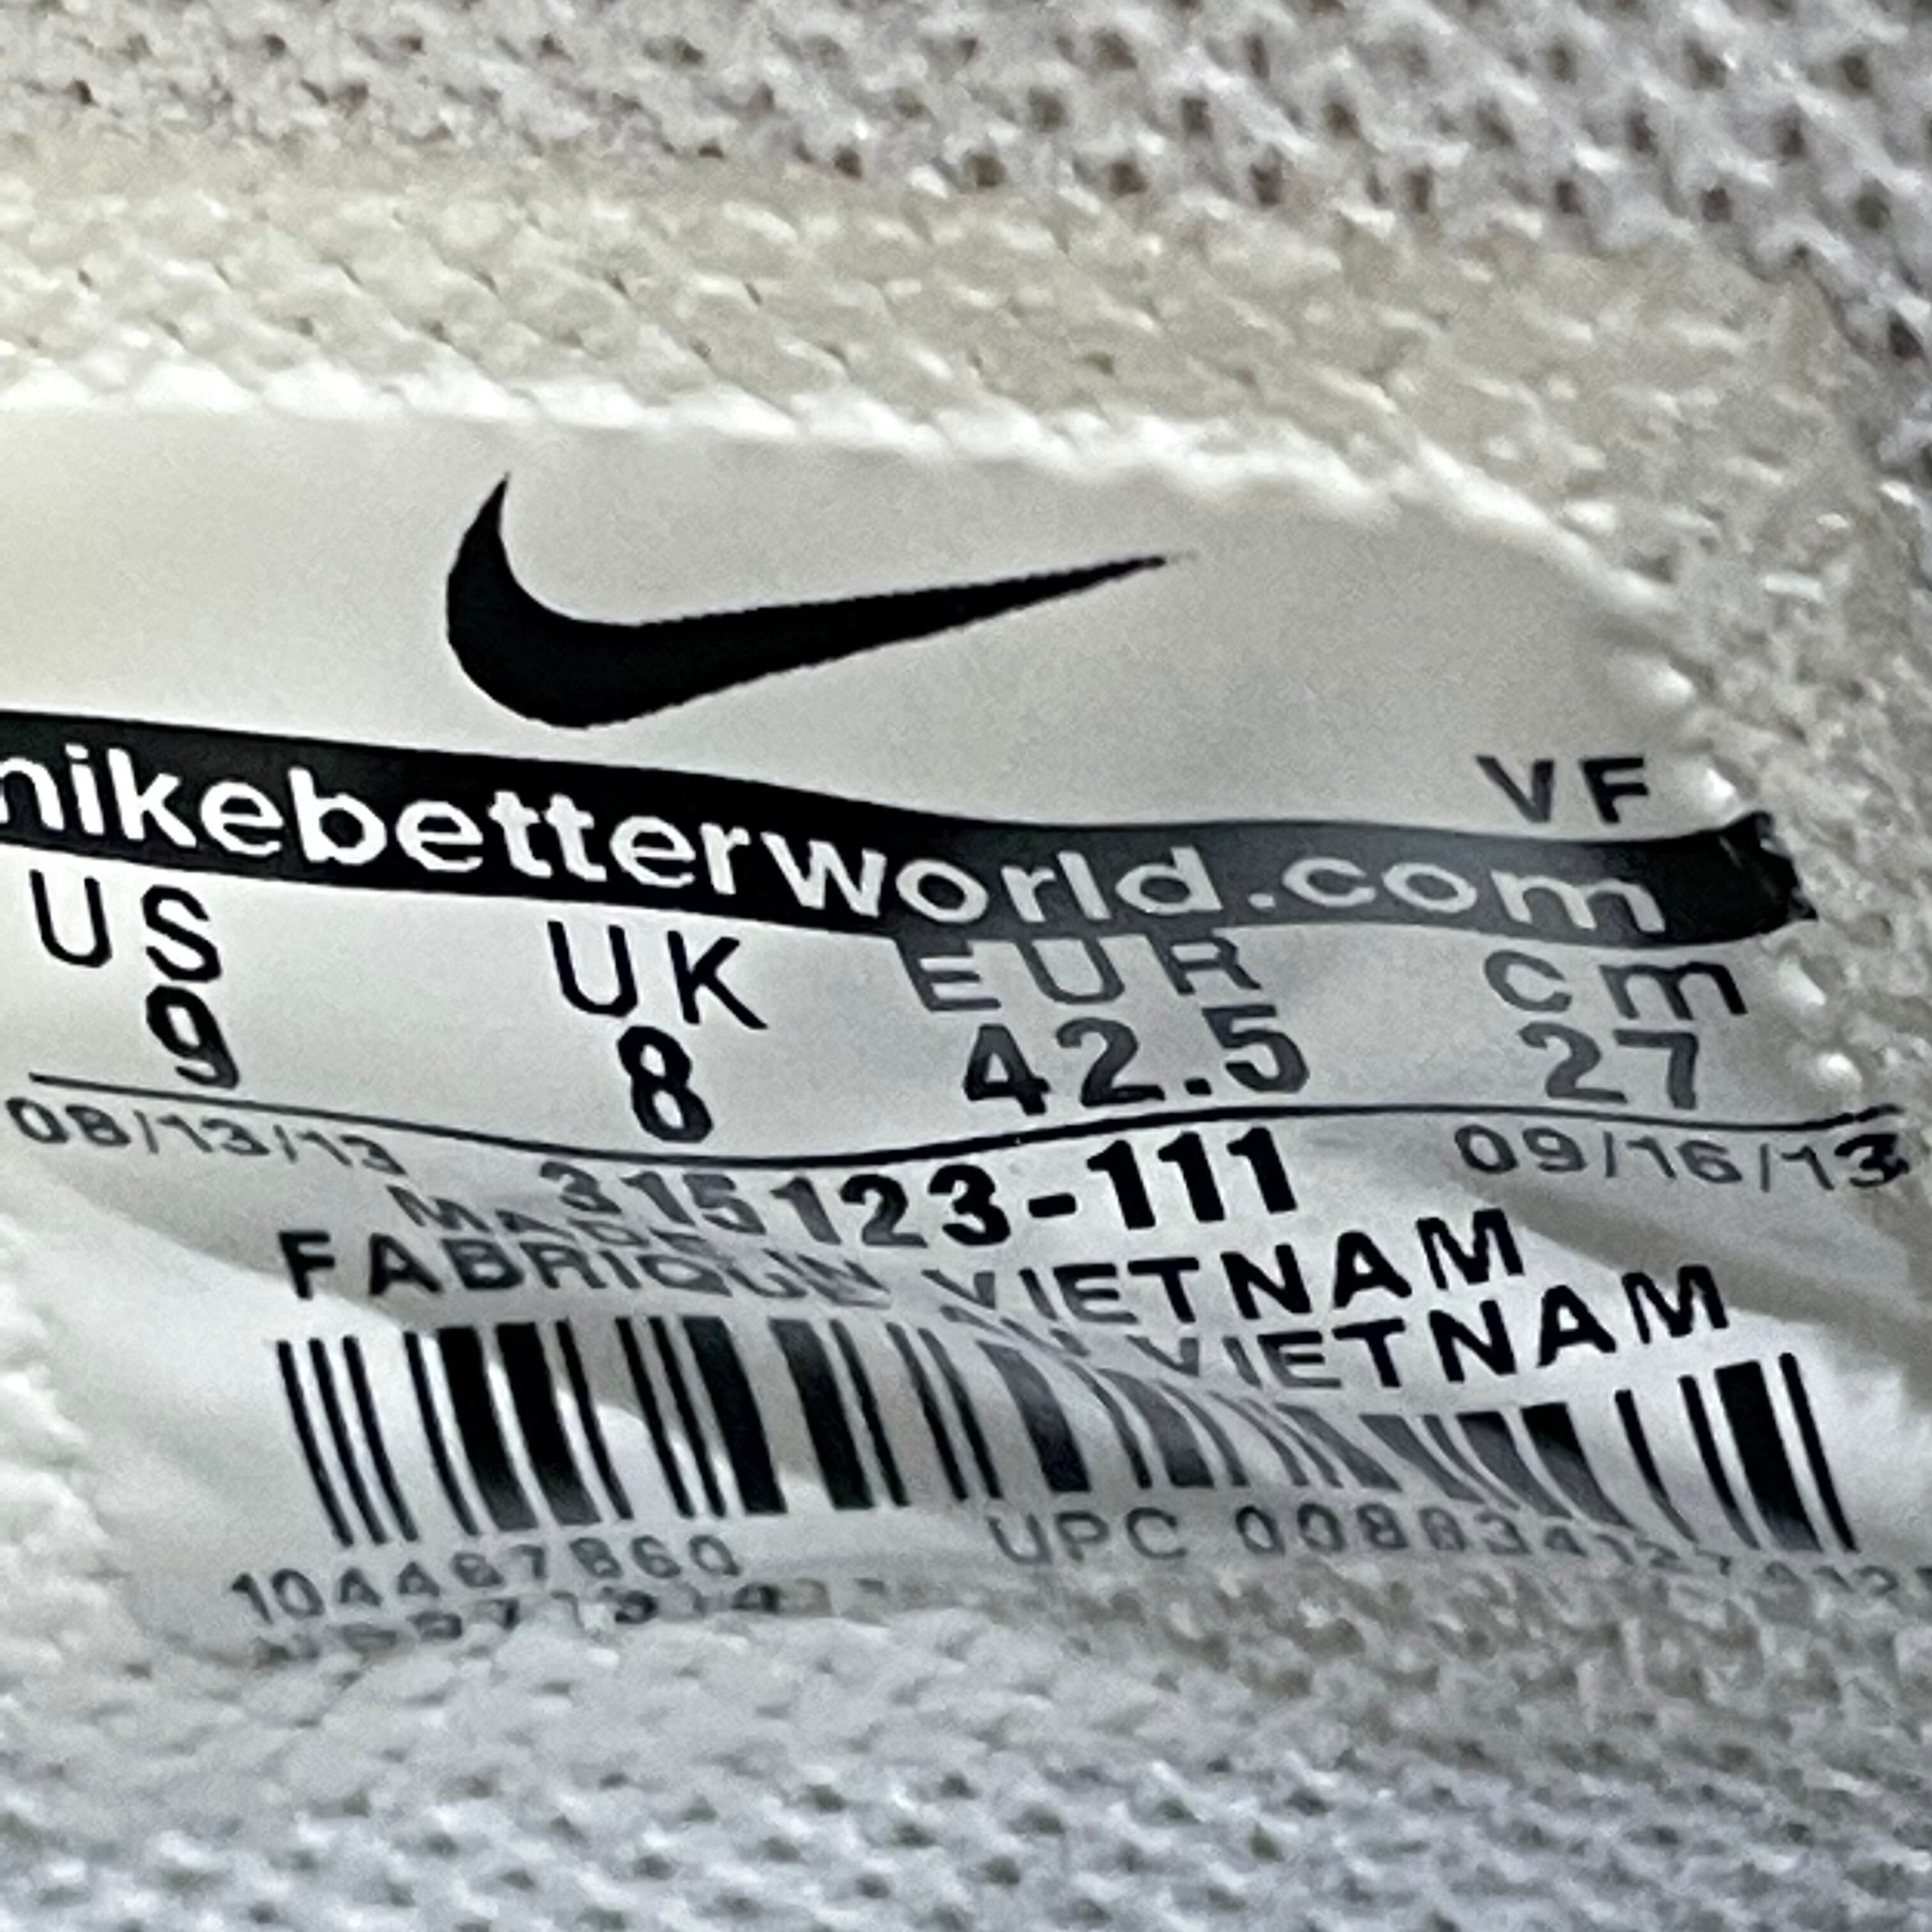 VF
nikebetterworld.com
US UK EUR cm
9 8 42.5 27
08/13/13 09/16/13
315123-111
MADE VIETNAM
FABRIQUE VIETNAM
UPC